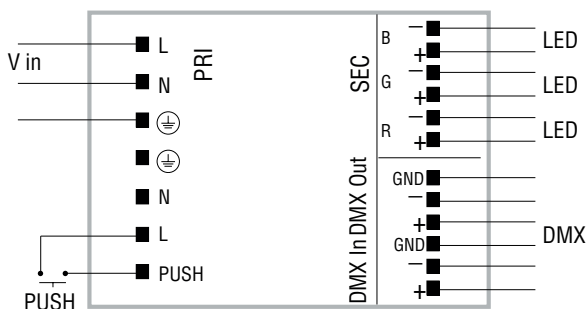 V in
L
N
N
L
PUSH
PUSH
PRI
SEC
B
−
+
LED
G
−
+
LED
R
−
+
LED
DMX Out
GND
−
+
DMX In
GND
−
+
DMX